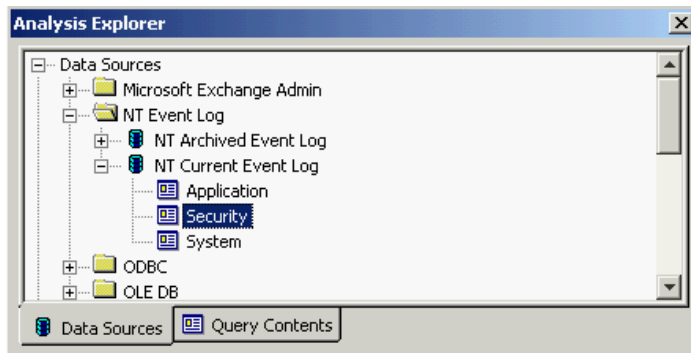 Analysis Explorer
Data Sources
Microsoft Exchange Admin
NT Event Log
NT Archived Event Log
NT Current Event Log
Application
Security
System
ODBC
OLE DB
Data Sources Query Contents